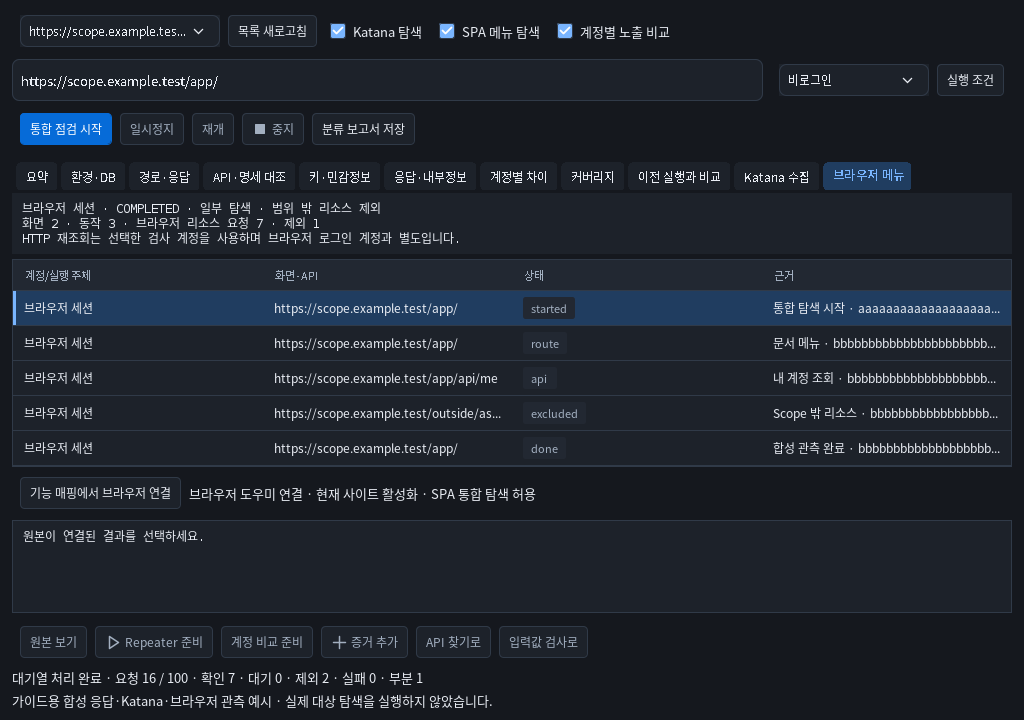 https://scope.example.tes... 목록 새로고침 Katana 탐색 SPA 메뉴 탐색 계정별 노출 비교
https://scope.example.test/app/ 비로그인 실행 조건
통합 점검 시작 일시정지 재개 중지 분류 보고서 저장
요약 환경·DB 경로·응답 API·명세 대조 키·민감정보 응답·내부정보 계정별 차이 커버리지 이전 실행과 비교 Katana 수집 브라우저 메뉴
브라우저 세션 · COMPLETED · 일부 탐색 · 범위 밖 리소스 제외
화면 2 · 동작 3 · 브라우저 리소스 요청 7 · 제외 1
HTTP 재조회는 선택한 검사 계정을 사용하며 브라우저 로그인 계정과 별도입니다.
계정/실행 주체 화면·API 상태 근거
브라우저 세션 https://scope.example.test/app/ started 통합 탐색 시작 · aaaaaaaaaaaaaaaaaaa...
브라우저 세션 https://scope.example.test/app/ route 문서 메뉴 · bbbbbbbbbbbbbbbbbbbbbb...
브라우저 세션 https://scope.example.test/app/api/me api 내 계정 조회 · bbbbbbbbbbbbbbbbbbbb...
브라우저 세션 https://scope.example.test/outside/as... excluded Scope 밖 리소스 · bbbbbbbbbbbbbbbbb...
브라우저 세션 https://scope.example.test/app/ done 합성 관측 완료 · bbbbbbbbbbbbbbbbbbb...
기능 매핑에서 브라우저 연결 브라우저 도우미 연결 · 현재 사이트 활성화 · SPA 통합 탐색 허용
원본이 연결된 결과를 선택하세요.
원본 보기 Repeater 준비 계정 비교 준비 증거 추가 API 찾기로 입력값 검사로
대기열 처리 완료 · 요청 16 / 100 · 확인 7 · 대기 0 · 제외 2 · 실패 0 · 부분 1
가이드용 합성 응답·Katana·브라우저 관측 예시 · 실제 대상 탐색을 실행하지 않았습니다.